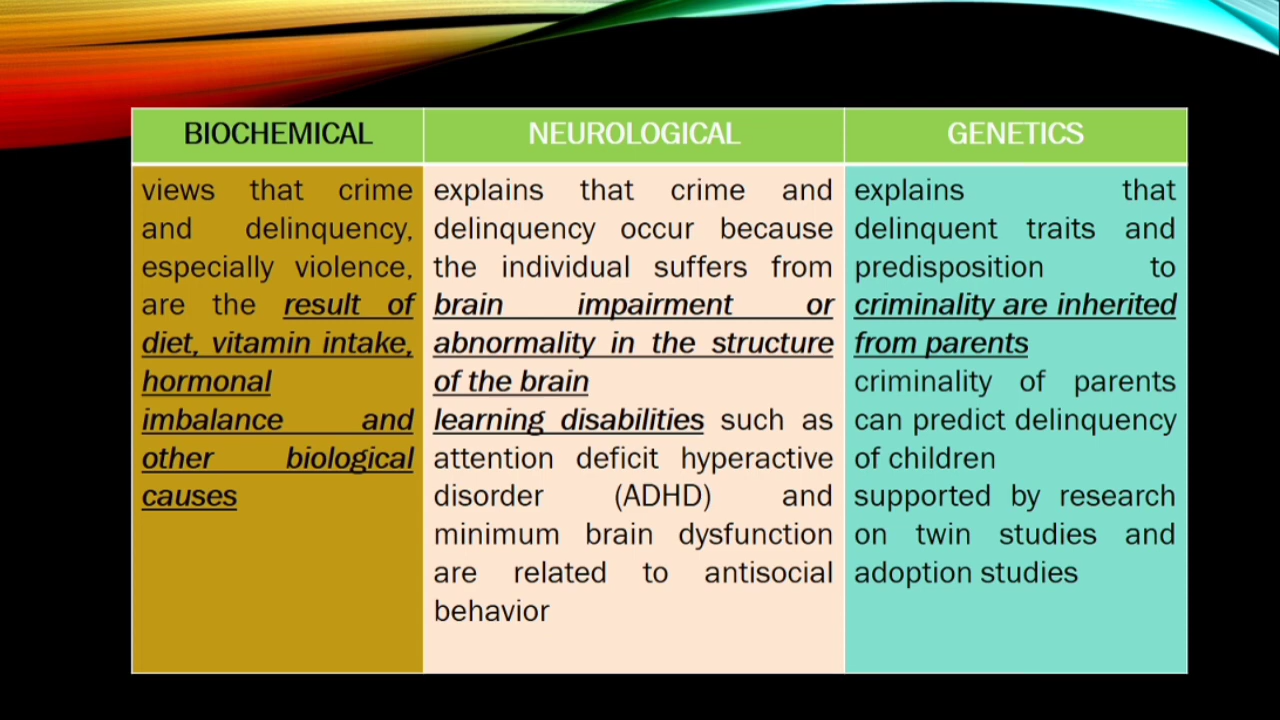 BIOCHEMICAL
views that crime
and delinquency,
especially violence,
are the result of
diet, vitamin intake,
hormonal
imbalance and
other biological
causes
NEUROLOGICAL
explains that crime and
delinquency occur because
the individual suffers from
brain impairment or
abnormality in the structure
of the brain
learning disabilities such as
attention deficit hyperactive
disorder (ADHD) and
minimum brain dysfunction
are related to antisocial
behavior
GENETICS
explains that
delinquent traits and
predisposition to
criminality are inherited
from parents
criminality of parents
can predict delinquency
of children
supported by research
on twin studies and
adoption studies